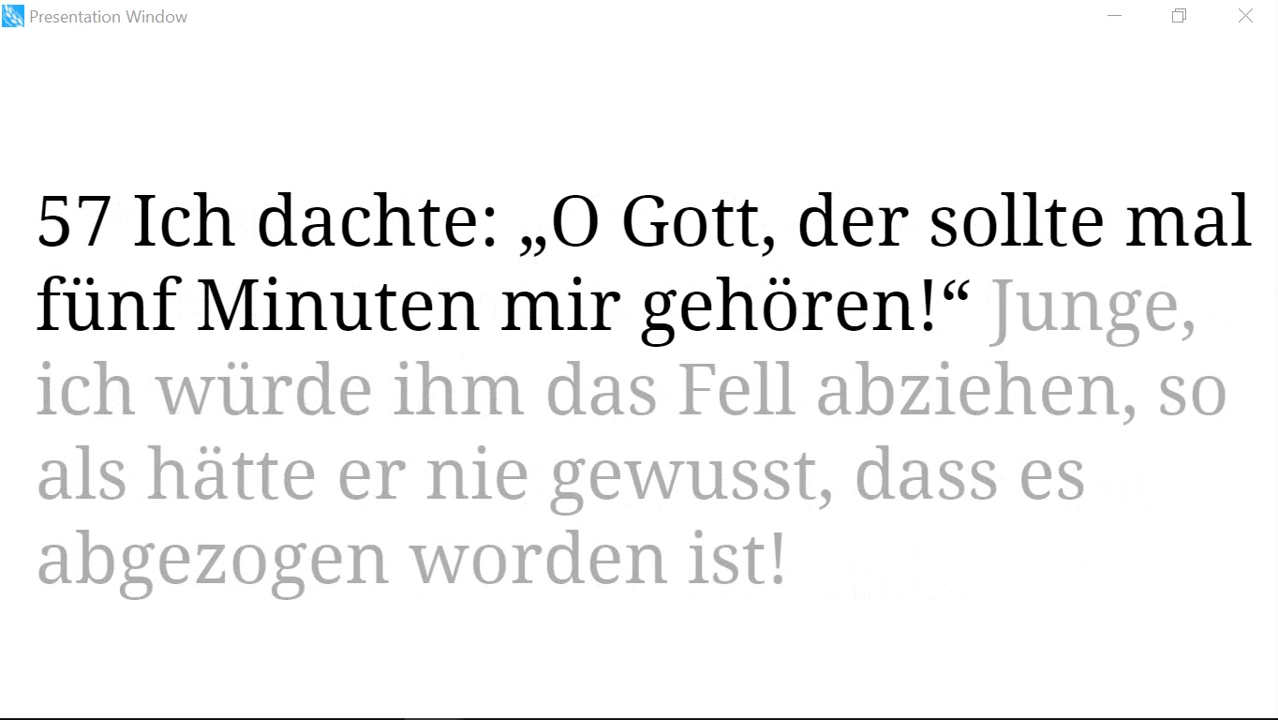 Presentation Window
57 Ich dachte: „O Gott, der sollte mal
fünf Minuten mir gehören!“ Junge,
ich würde ihm das Fell abziehen, so
als hätte er nie gewusst, dass es
abgezogen worden ist!